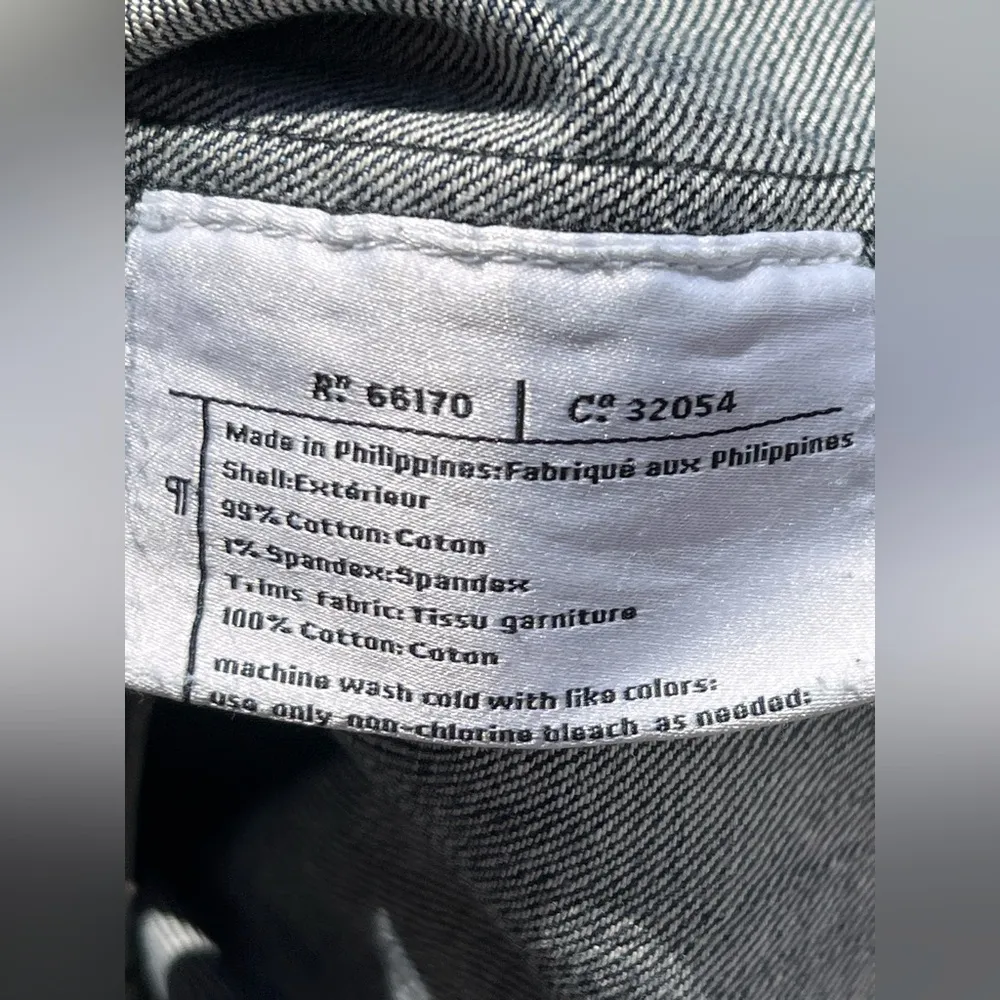 Rⁿ: 66170 | Cª: 32054
Made in Philippines:Fabriqué aux Philippines
¶
Shell:Extérieur
99% Cotton:Coton
1% Spandex:Spandex
Trims fabric:Tissu garniture
100% Cotton:Coton
machine wash cold with like colors:
use only non-chlorine bleach as needed: